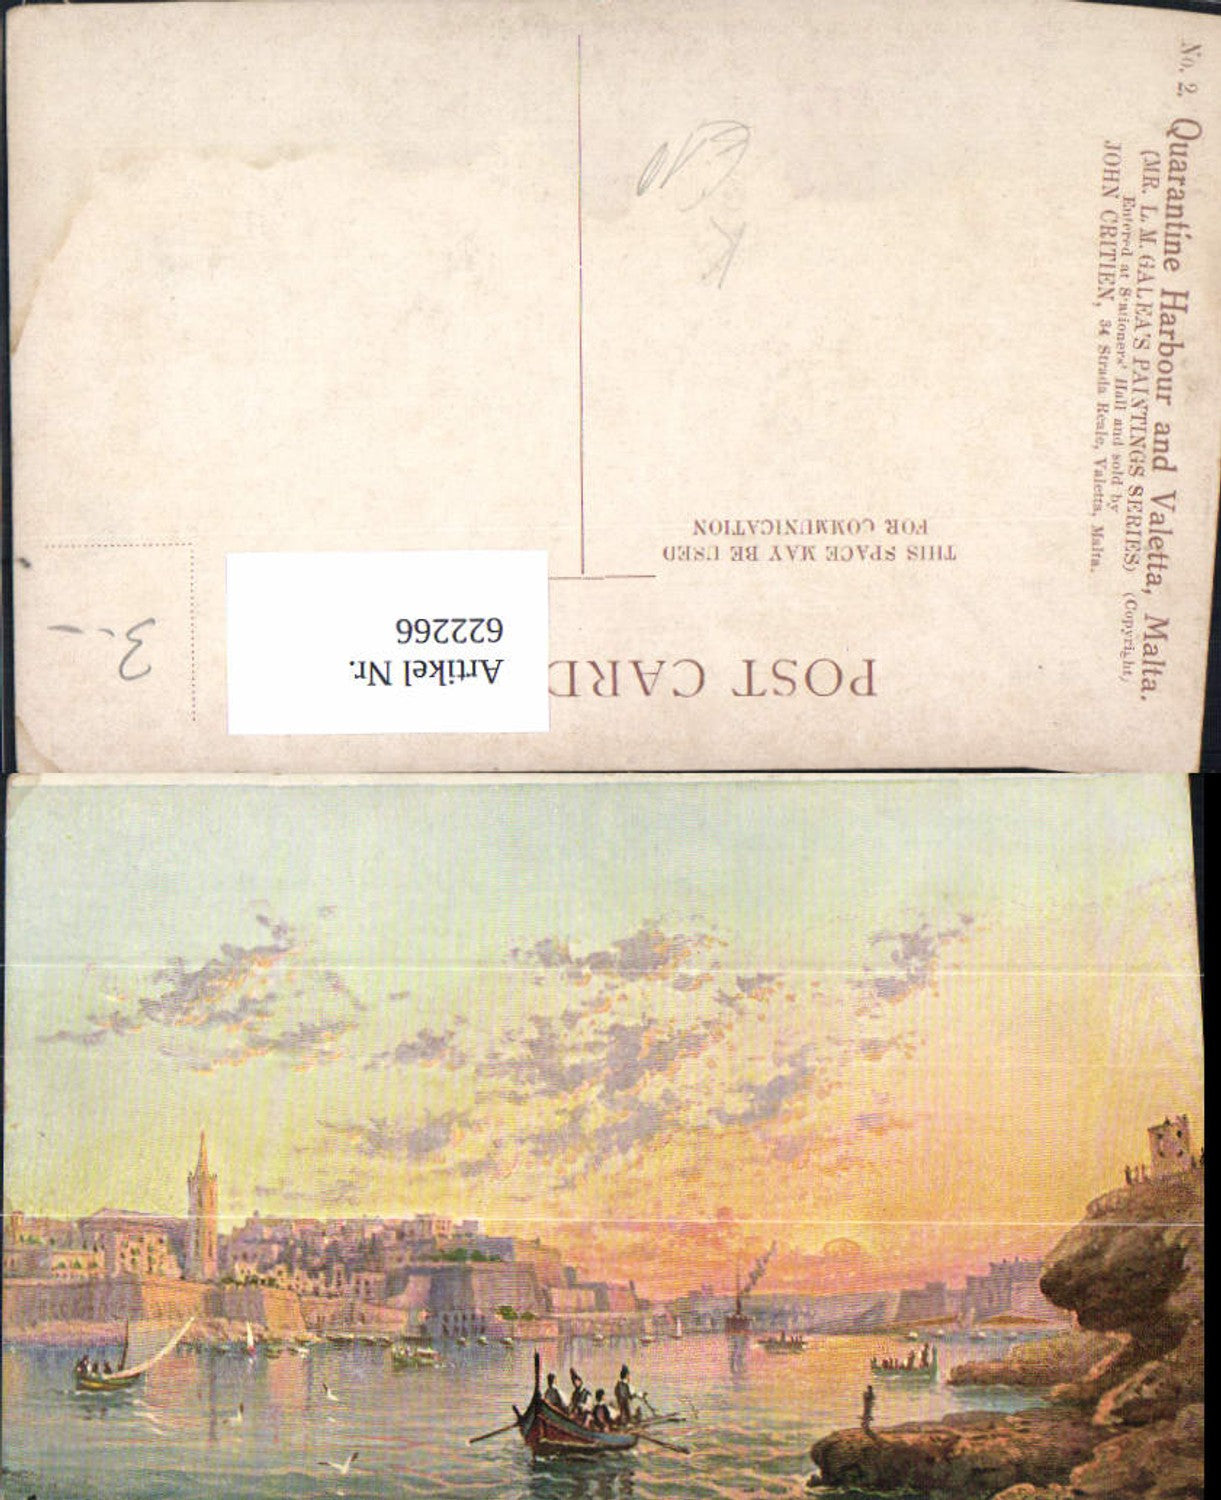 No. 2. Quarantine Harbour and Valetta, Malta.
(MR. L. M. GALEA'S PAINTINGS SERIES) (Copyright)
Entered at Stationers' Hall and sold by
JOHN CRITIEN, 34 Strada Reale, Valetta, Malta.
POST CARD
THIS SPACE MAY BE USED
FOR COMMUNICATION
Artikel Nr.
622266
3.-
K